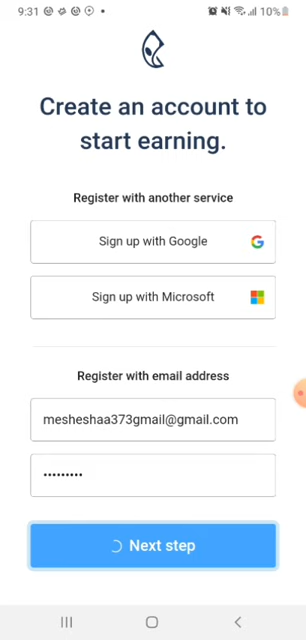 9:31
10%
Create an account to
start earning.
Register with another service
Sign up with Google
Sign up with Microsoft
Register with email address
mesheshaa373gmail@gmail.com
•••••••••
Next step